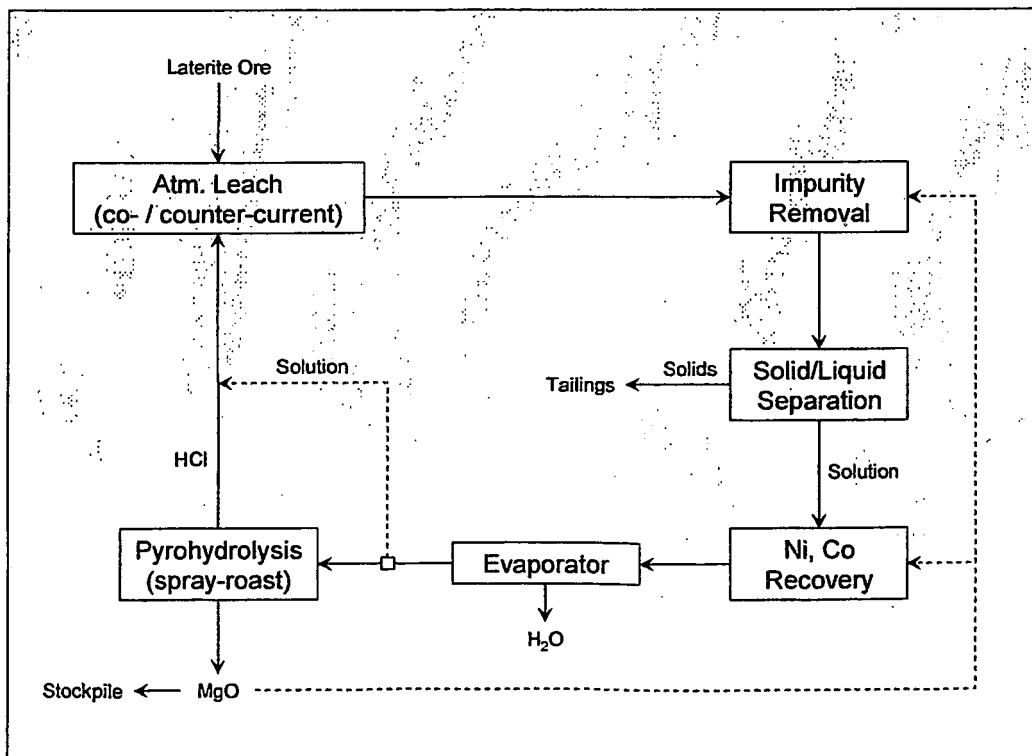 Laterite Ore
Atm. Leach
(co- / counter-current)
Impurity
Removal
Solution
Tailings
Solids
Solid/Liquid
Separation
HCl
Solution
Pyrohydrolysis
(spray-roast)
Evaporator
Ni, Co
Recovery
H₂O
Stockpile
MgO